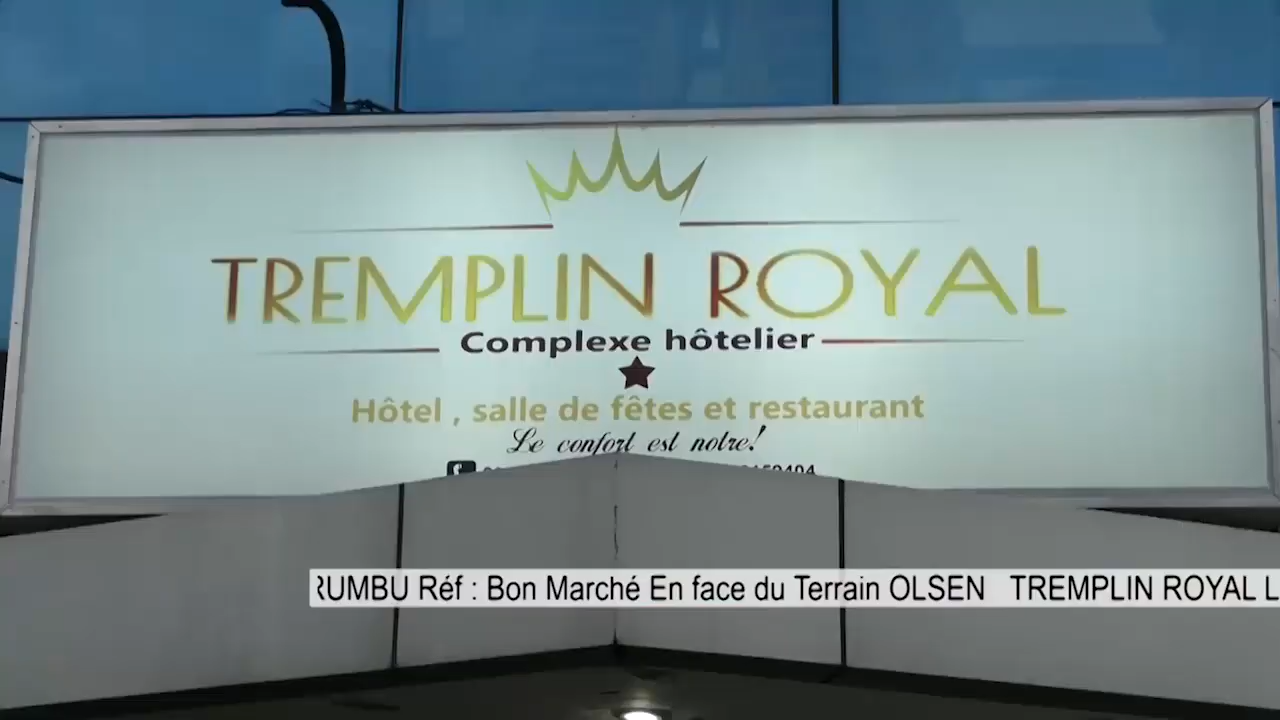 TREMPLIN ROYAL
Complexe hôtelier
Hôtel , salle de fêtes et restaurant
Le confort est notre!
RUMBU Réf : Bon Marché En face du Terrain OLSEN TREMPLIN ROYAL L